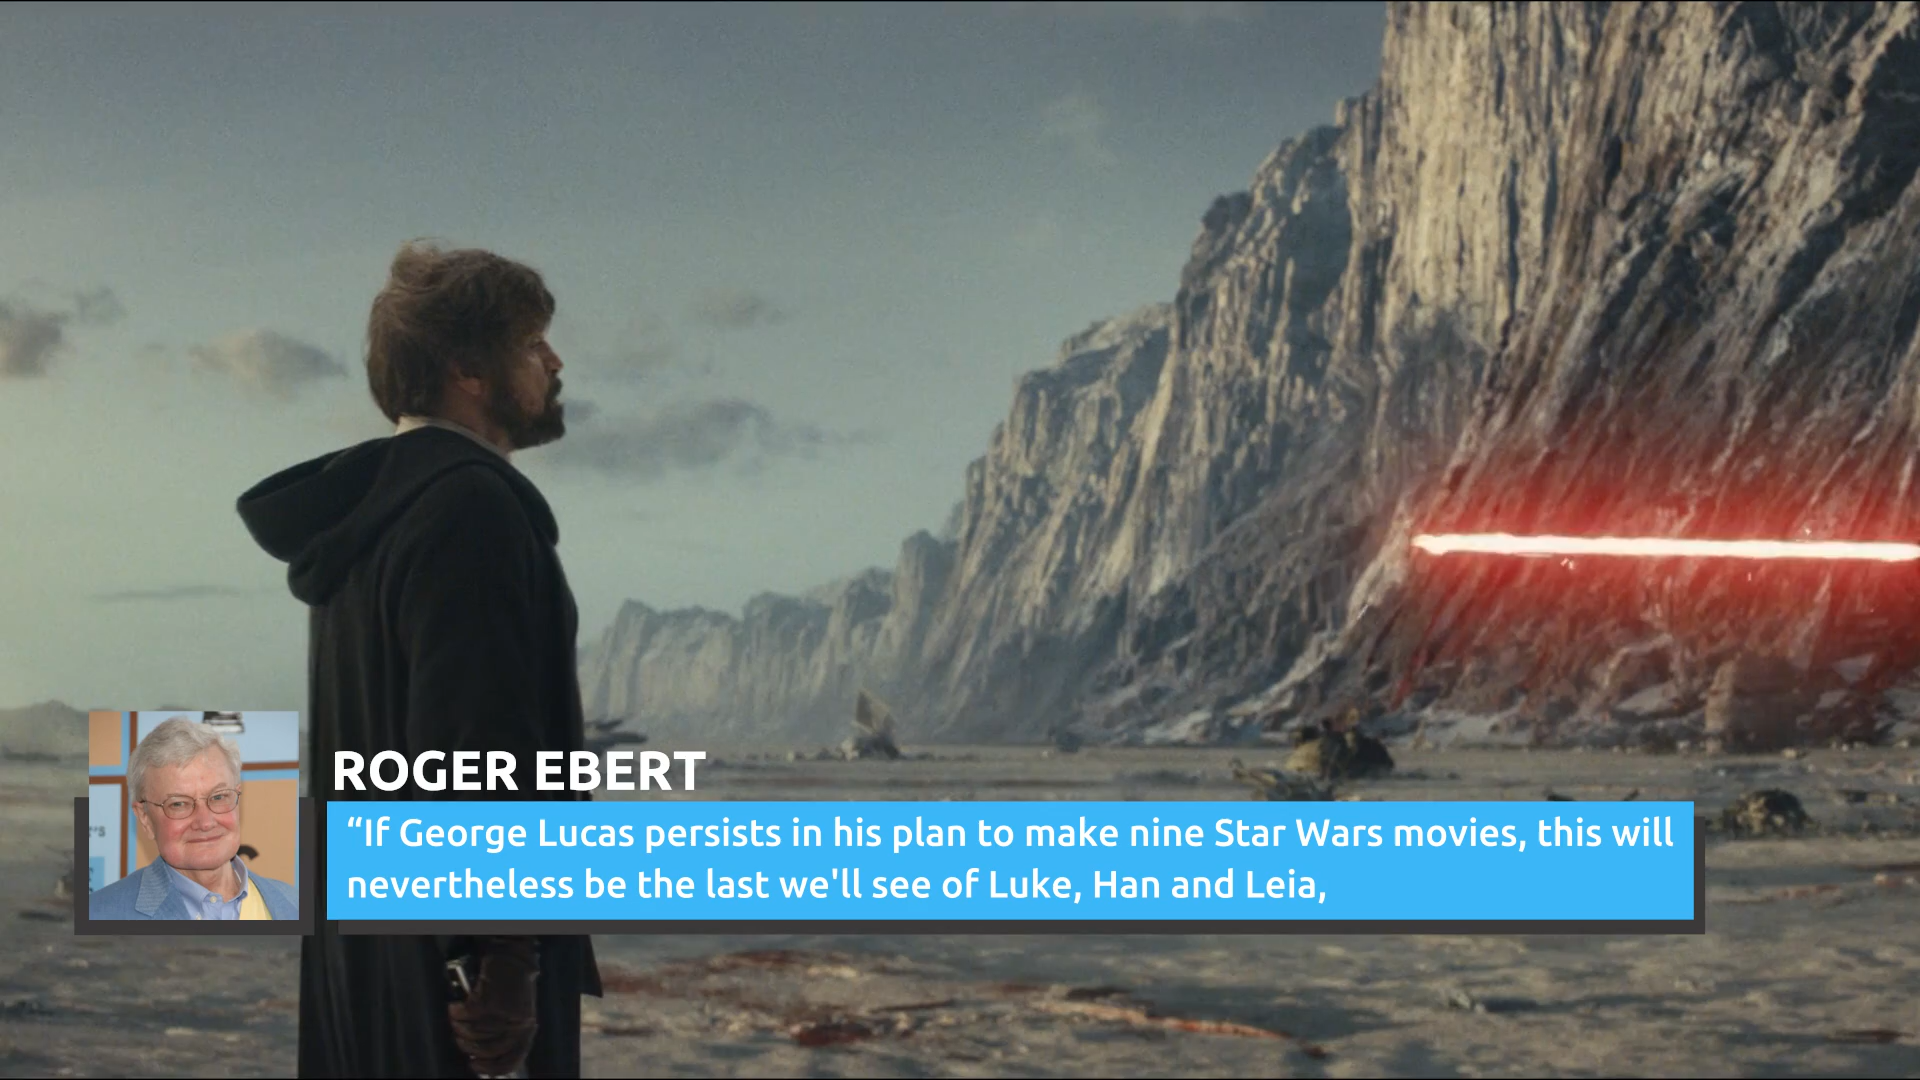 ROGER EBERT
“If George Lucas persists in his plan to make nine Star Wars movies, this will
nevertheless be the last we'll see of Luke, Han and Leia,